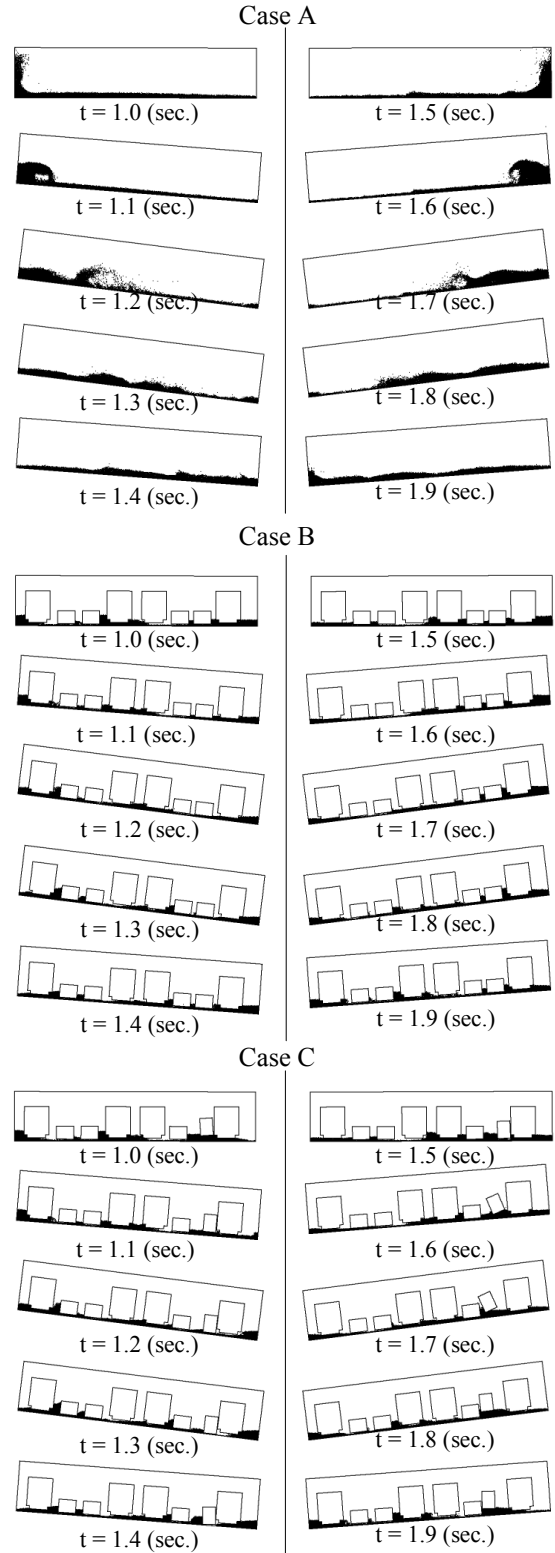 Case A
t = 1.0 (sec.)
t = 1.1 (sec.)
t = 1.2 (sec.)
t = 1.3 (sec.)
t = 1.4 (sec.)
t = 1.5 (sec.)
t = 1.6 (sec.)
t = 1.7 (sec.)
t = 1.8 (sec.)
t = 1.9 (sec.)
Case B
t = 1.0 (sec.)
t = 1.1 (sec.)
t = 1.2 (sec.)
t = 1.3 (sec.)
t = 1.4 (sec.)
t = 1.5 (sec.)
t = 1.6 (sec.)
t = 1.7 (sec.)
t = 1.8 (sec.)
t = 1.9 (sec.)
Case C
t = 1.0 (sec.)
t = 1.1 (sec.)
t = 1.2 (sec.)
t = 1.3 (sec.)
t = 1.4 (sec.)
t = 1.5 (sec.)
t = 1.6 (sec.)
t = 1.7 (sec.)
t = 1.8 (sec.)
t = 1.9 (sec.)